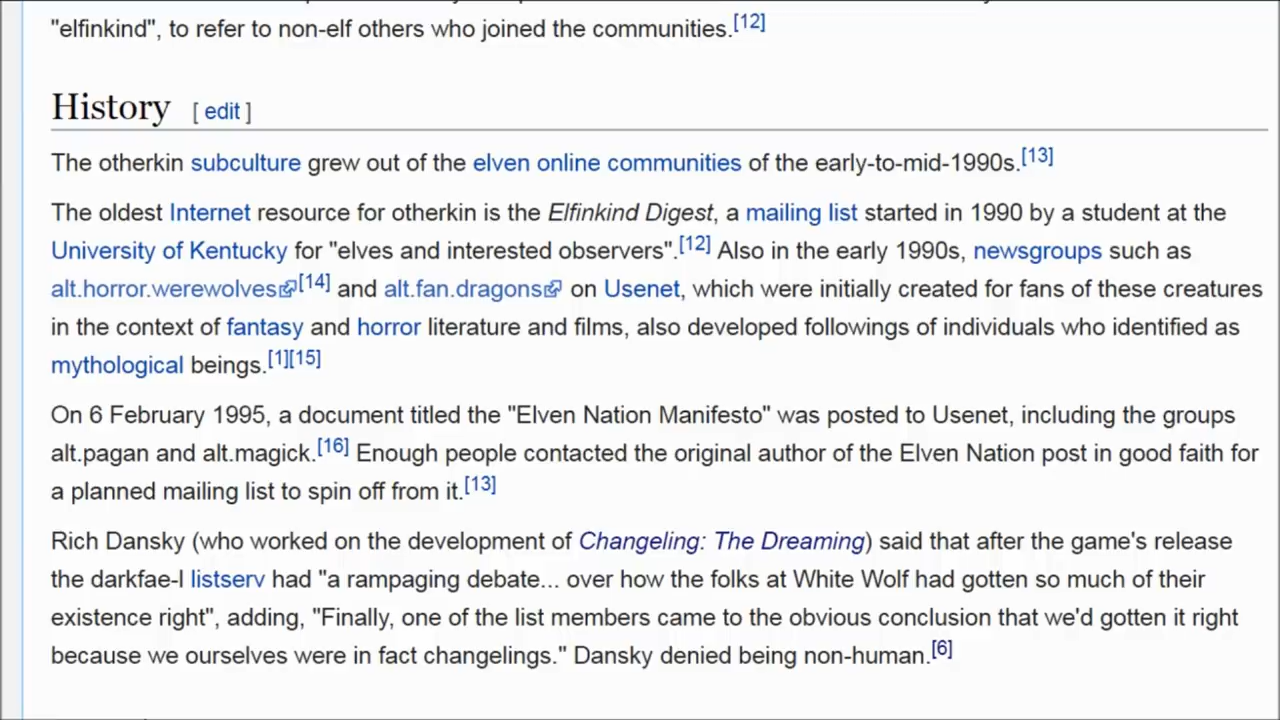 "elfinkind", to refer to non-elf others who joined the communities.[12]
History [ edit ]
The otherkin subculture grew out of the elven online communities of the early-to-mid-1990s.[13]
The oldest Internet resource for otherkin is the Elfinkind Digest, a mailing list started in 1990 by a student at the
University of Kentucky for "elves and interested observers".[12] Also in the early 1990s, newsgroups such as
alt.horror.werewolves[14] and alt.fan.dragons on Usenet, which were initially created for fans of these creatures
in the context of fantasy and horror literature and films, also developed followings of individuals who identified as
mythological beings.[1][15]
On 6 February 1995, a document titled the "Elven Nation Manifesto" was posted to Usenet, including the groups
alt.pagan and alt.magick.[16] Enough people contacted the original author of the Elven Nation post in good faith for
a planned mailing list to spin off from it.[13]
Rich Dansky (who worked on the development of Changeling: The Dreaming) said that after the game's release
the darkfae-l listserv had "a rampaging debate... over how the folks at White Wolf had gotten so much of their
existence right", adding, "Finally, one of the list members came to the obvious conclusion that we'd gotten it right
because we ourselves were in fact changelings." Dansky denied being non-human.[6]